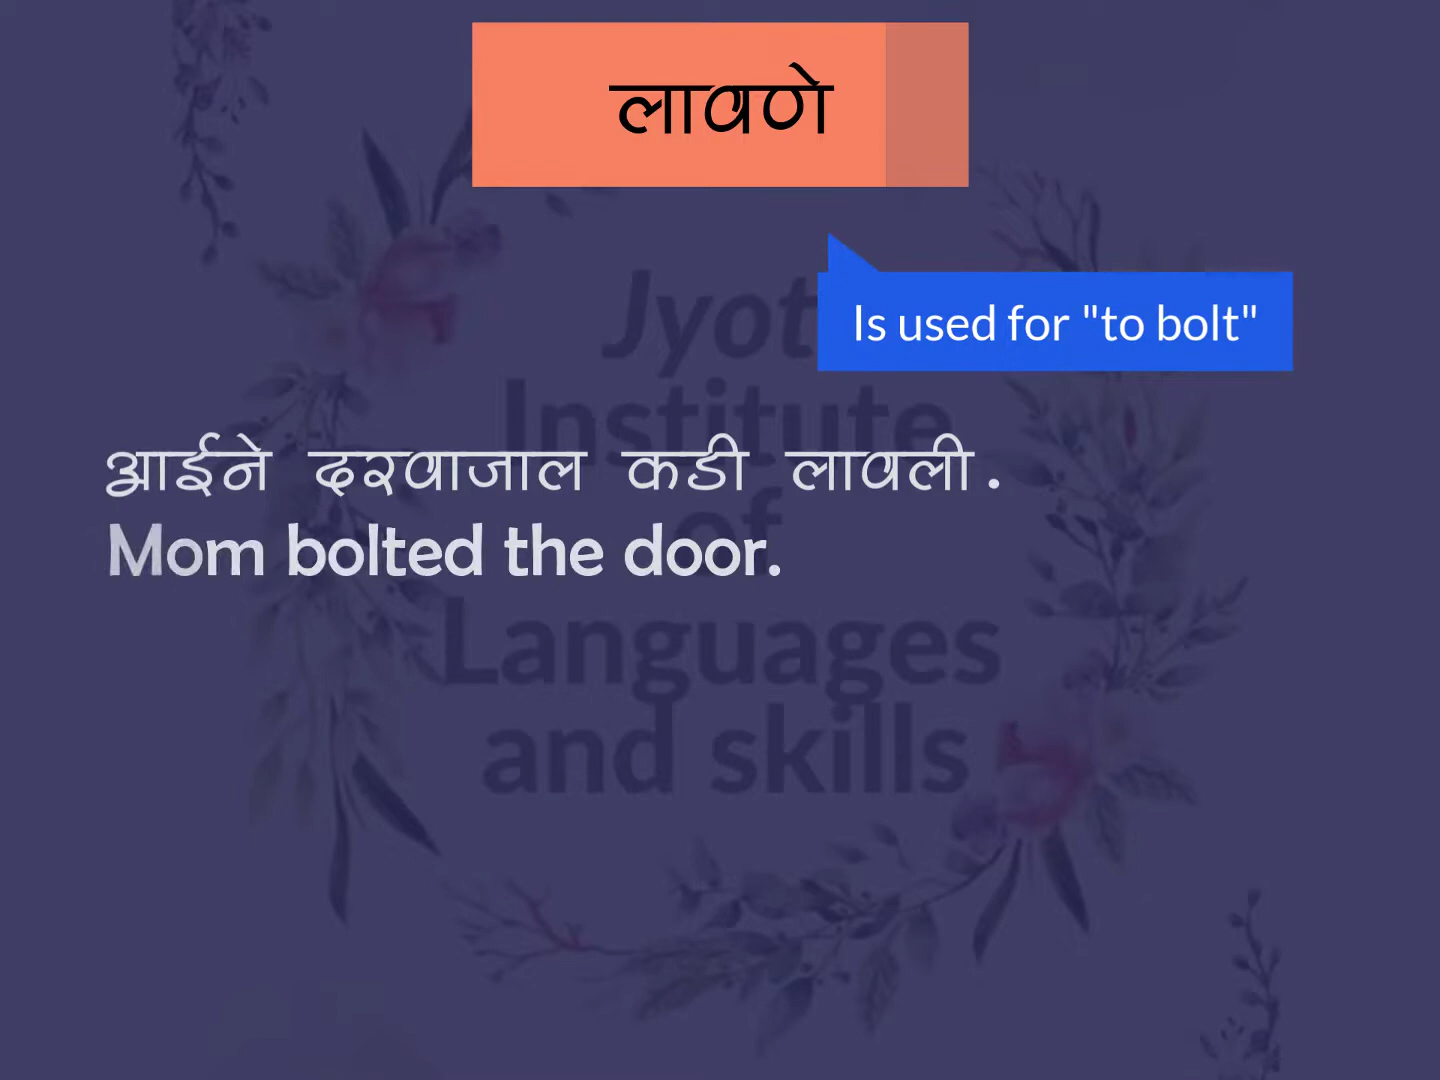 लावणे
Is used for "to bolt"
आईने दरवाजाल कडी लावली.
Mom bolted the door.
Jyot
Institute
of
Languages
and skills